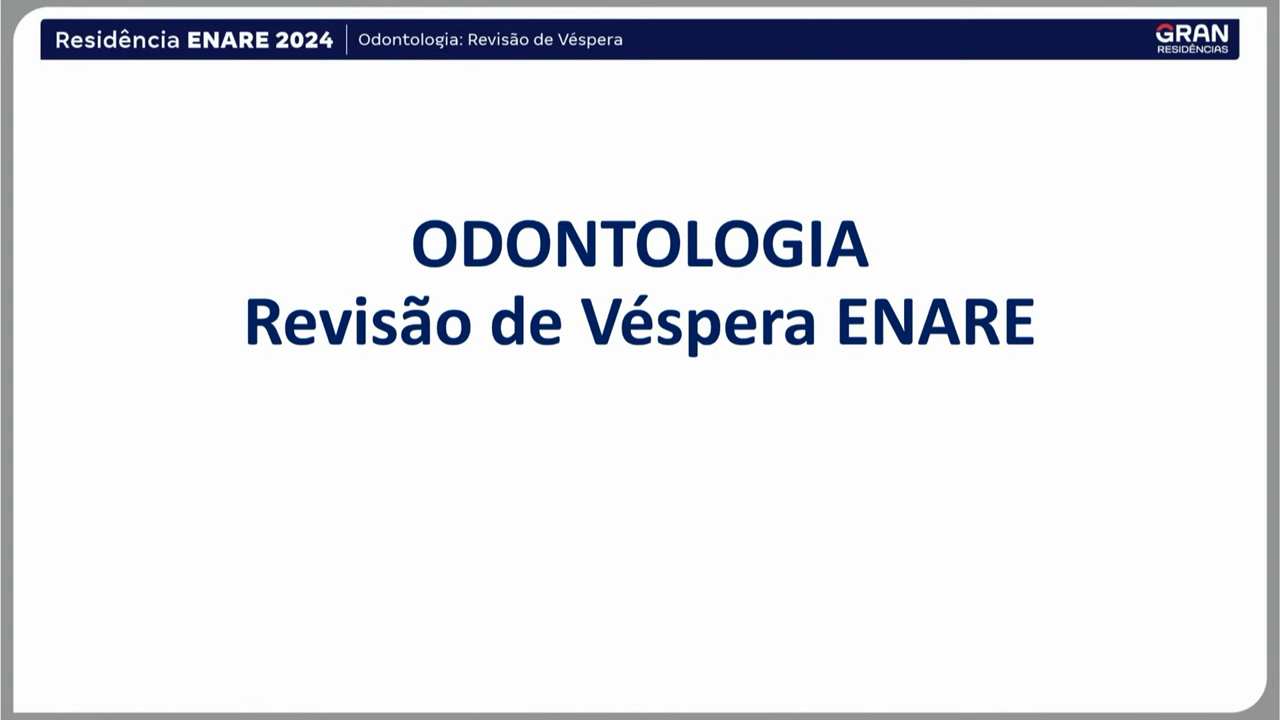 Residência ENARE 2024 Odontologia: Revisão de Véspera
GRAN
RESIDÊNCIAS
ODONTOLOGIA
Revisão de Véspera ENARE